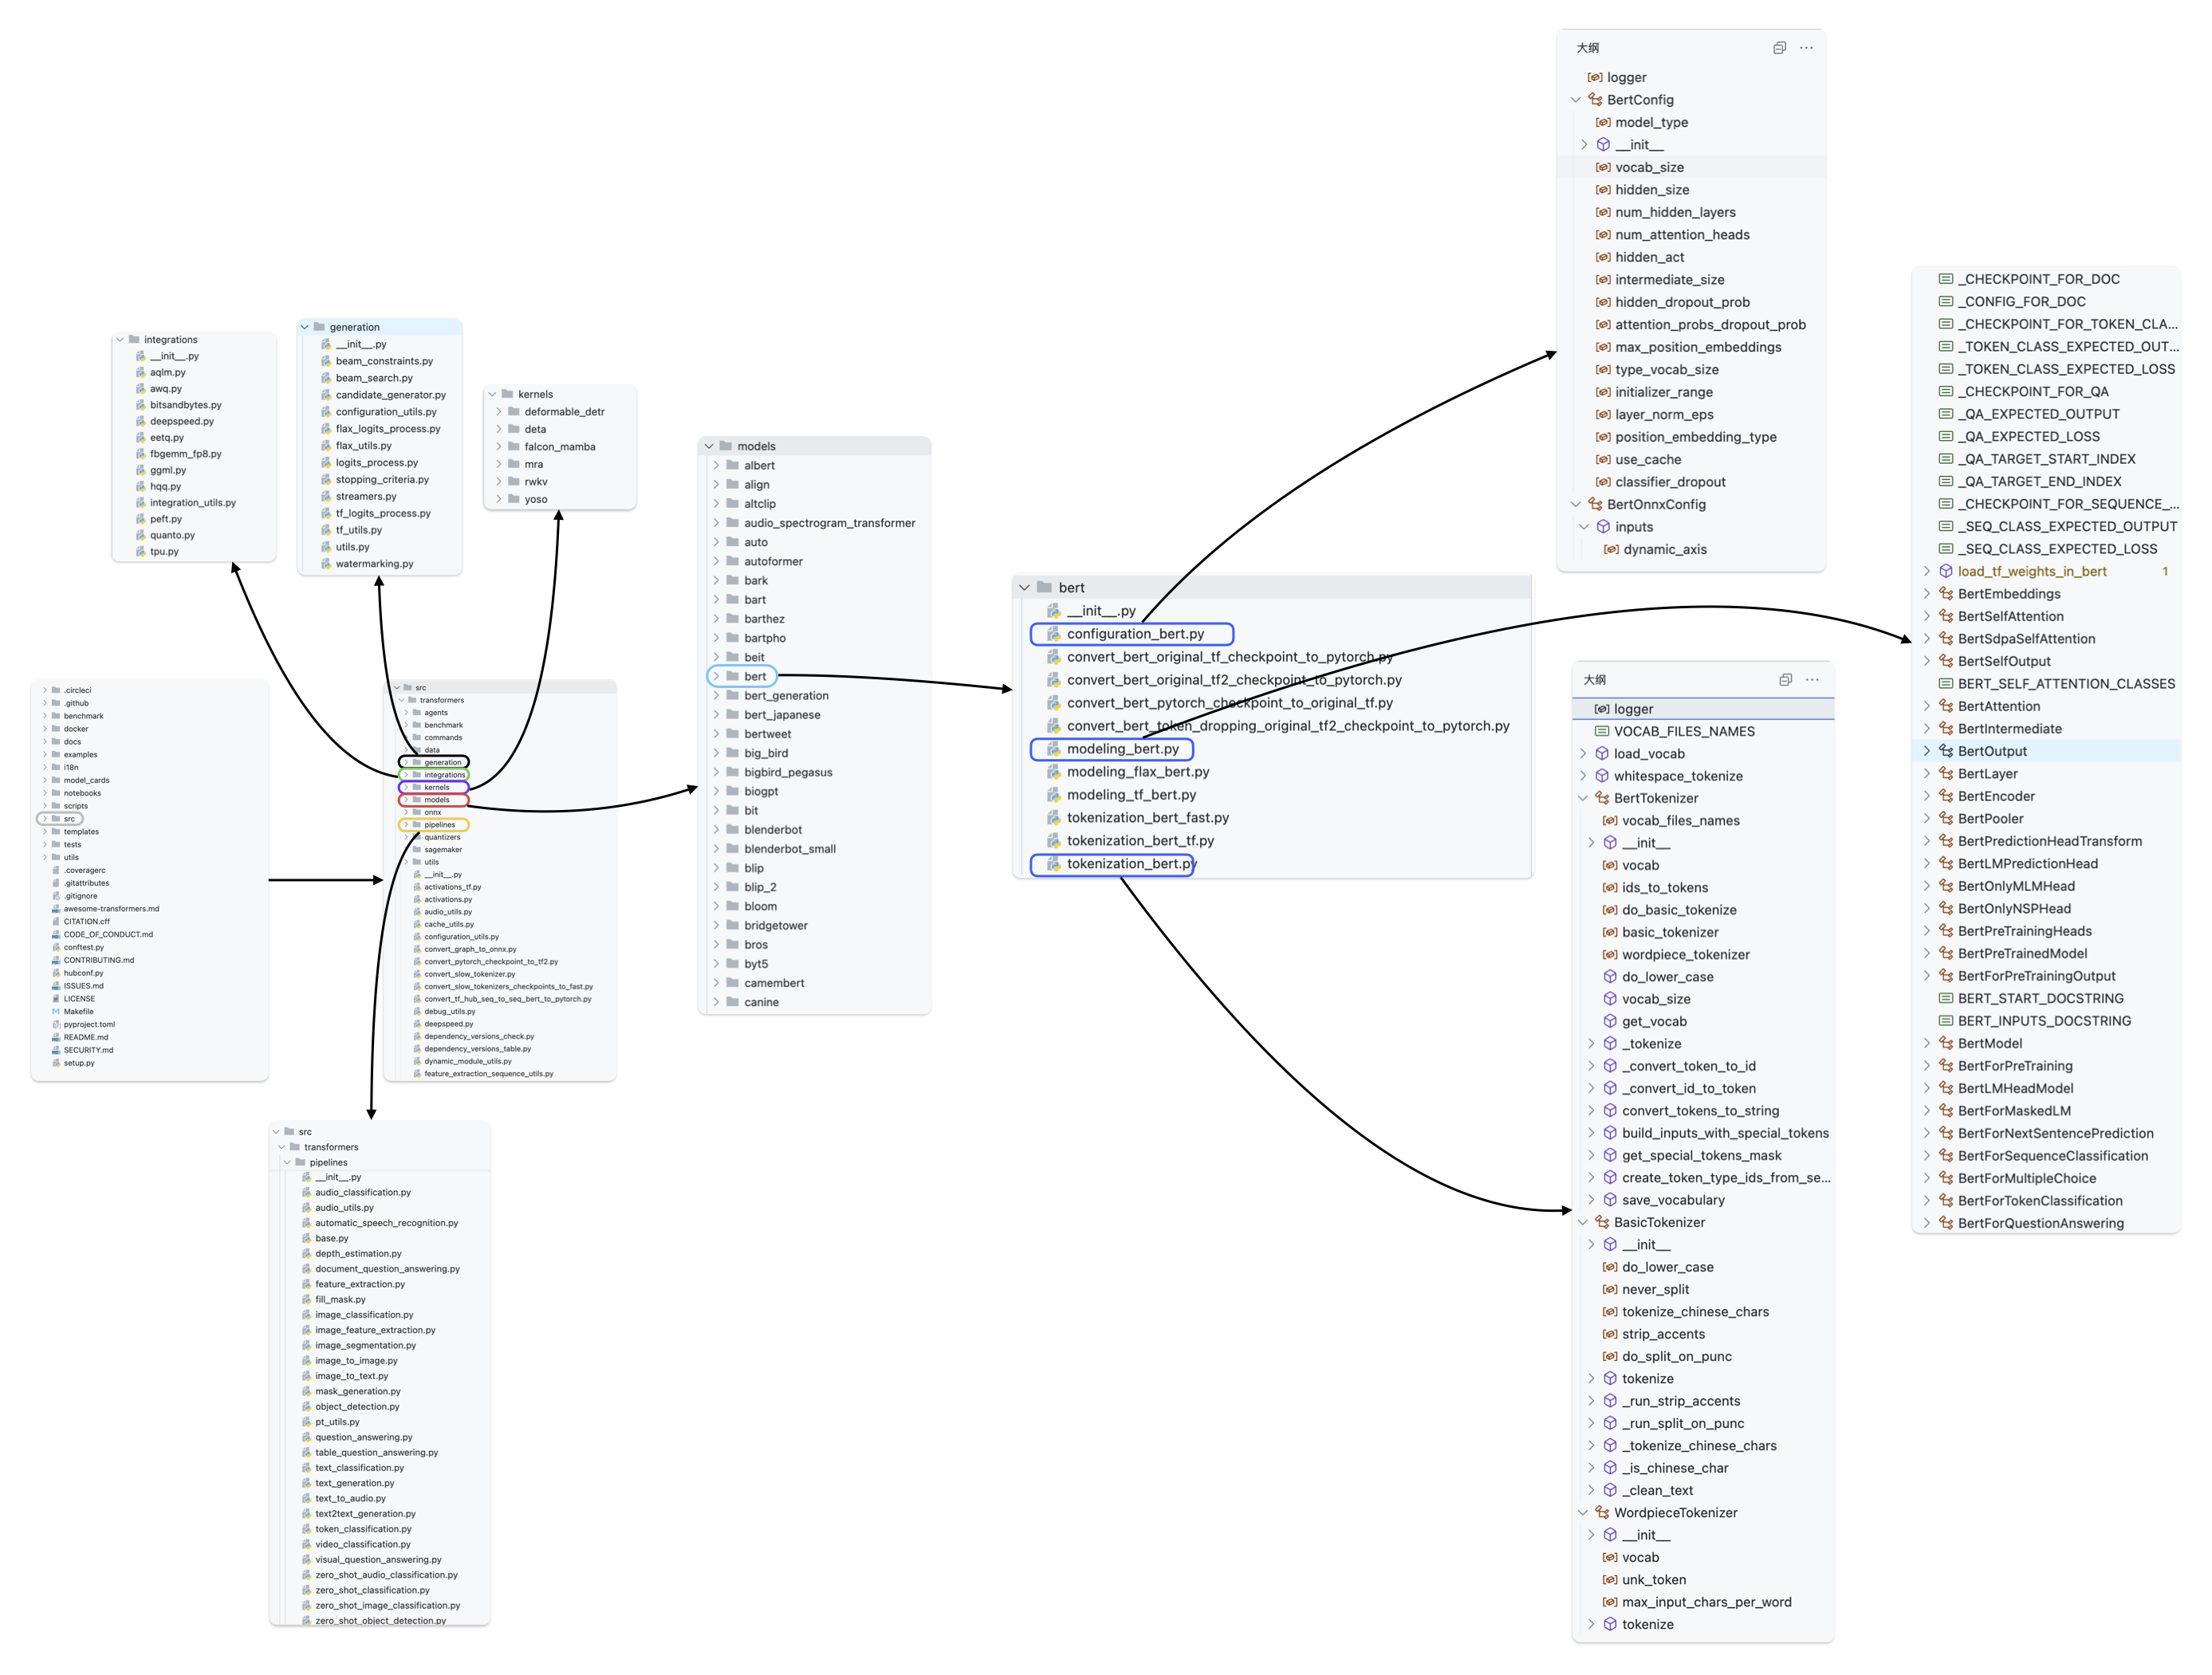 .circleci
.github
benchmark
docker
docs
examples
i18n
model_cards
notebooks
scripts
src
templates
tests
utils
.coveragerc
.gitattributes
.gitignore
awesome-transformers.md
CITATION.cff
CODE_OF_CONDUCT.md
conftest.py
CONTRIBUTING.md
hubconf.py
ISSUES.md
LICENSE
Makefile
pyproject.toml
README.md
SECURITY.md
setup.py
integrations
__init__.py
aqlm.py
awq.py
bitsandbytes.py
deepspeed.py
eetq.py
fbgemm_fp8.py
ggml.py
hqq.py
integration_utils.py
peft.py
quanto.py
tpu.py
generation
__init__.py
beam_constraints.py
beam_search.py
candidate_generator.py
configuration_utils.py
flax_logits_process.py
flax_utils.py
logits_process.py
stopping_criteria.py
streamers.py
tf_logits_process.py
tf_utils.py
utils.py
watermarking.py
kernels
deformable_detr
deta
falcon_mamba
mra
rwkv
yoso
src
transformers
agents
benchmark
commands
data
generation
integrations
kernels
models
onnx
pipelines
quantizers
sagemaker
utils
__init__.py
activations_tf.py
activations.py
audio_utils.py
cache_utils.py
configuration_utils.py
convert_graph_to_onnx.py
convert_pytorch_checkpoint_to_tf2.py
convert_slow_tokenizer.py
convert_slow_tokenizers_checkpoints_to_fast.py
convert_tf_hub_seq_to_seq_bert_to_pytorch.py
debug_utils.py
deepspeed.py
dependency_versions_check.py
dependency_versions_table.py
dynamic_module_utils.py
feature_extraction_sequence_utils.py
src
transformers
pipelines
__init__.py
audio_classification.py
audio_utils.py
automatic_speech_recognition.py
base.py
depth_estimation.py
document_question_answering.py
feature_extraction.py
fill_mask.py
image_classification.py
image_feature_extraction.py
image_segmentation.py
image_to_image.py
image_to_text.py
mask_generation.py
object_detection.py
pt_utils.py
question_answering.py
table_question_answering.py
text_classification.py
text_generation.py
text_to_audio.py
text2text_generation.py
token_classification.py
video_classification.py
visual_question_answering.py
zero_shot_audio_classification.py
zero_shot_classification.py
zero_shot_image_classification.py
zero_shot_object_detection.py
models
albert
align
altclip
audio_spectrogram_transformer
auto
autoformer
bark
bart
barthez
bartpho
beit
bert
bert_generation
bert_japanese
bertweet
big_bird
bigbird_pegasus
biogpt
bit
blenderbot
blenderbot_small
blip
blip_2
bloom
bridgetower
bros
byt5
camembert
canine
bert
__init__.py
configuration_bert.py
convert_bert_original_tf_checkpoint_to_pytorch.py
convert_bert_original_tf2_checkpoint_to_pytorch.py
convert_bert_pytorch_checkpoint_to_original_tf.py
convert_bert_token_dropping_original_tf2_checkpoint_to_pytorch.py
modeling_bert.py
modeling_flax_bert.py
modeling_tf_bert.py
tokenization_bert_fast.py
tokenization_bert_tf.py
tokenization_bert.py
大纲
logger
BertConfig
model_type
__init__
vocab_size
hidden_size
num_hidden_layers
num_attention_heads
hidden_act
intermediate_size
hidden_dropout_prob
attention_probs_dropout_prob
max_position_embeddings
type_vocab_size
initializer_range
layer_norm_eps
position_embedding_type
use_cache
classifier_dropout
BertOnnxConfig
inputs
dynamic_axis
大纲
logger
VOCAB_FILES_NAMES
load_vocab
whitespace_tokenize
BertTokenizer
vocab_files_names
__init__
vocab
ids_to_tokens
do_basic_tokenize
basic_tokenizer
wordpiece_tokenizer
do_lower_case
vocab_size
get_vocab
_tokenize
_convert_token_to_id
_convert_id_to_token
convert_tokens_to_string
build_inputs_with_special_tokens
get_special_tokens_mask
create_token_type_ids_from_se...
save_vocabulary
BasicTokenizer
__init__
do_lower_case
never_split
tokenize_chinese_chars
strip_accents
do_split_on_punc
tokenize
_run_strip_accents
_run_split_on_punc
_tokenize_chinese_chars
_is_chinese_char
_clean_text
WordpieceTokenizer
__init__
vocab
unk_token
max_input_chars_per_word
tokenize
_CHECKPOINT_FOR_DOC
_CONFIG_FOR_DOC
_CHECKPOINT_FOR_TOKEN_CLA...
_TOKEN_CLASS_EXPECTED_OUT...
_TOKEN_CLASS_EXPECTED_LOSS
_CHECKPOINT_FOR_QA
_QA_EXPECTED_OUTPUT
_QA_EXPECTED_LOSS
_QA_TARGET_START_INDEX
_QA_TARGET_END_INDEX
_CHECKPOINT_FOR_SEQUENCE_...
_SEQ_CLASS_EXPECTED_OUTPUT
_SEQ_CLASS_EXPECTED_LOSS
load_tf_weights_in_bert 1
BertEmbeddings
BertSelfAttention
BertSdpaSelfAttention
BertSelfOutput
BERT_SELF_ATTENTION_CLASSES
BertAttention
BertIntermediate
BertOutput
BertLayer
BertEncoder
BertPooler
BertPredictionHeadTransform
BertLMPredictionHead
BertOnlyMLMHead
BertOnlyNSPHead
BertPreTrainingHeads
BertPreTrainedModel
BertForPreTrainingOutput
BERT_START_DOCSTRING
BERT_INPUTS_DOCSTRING
BertModel
BertForPreTraining
BertLMHeadModel
BertForMaskedLM
BertForNextSentencePrediction
BertForSequenceClassification
BertForMultipleChoice
BertForTokenClassification
BertForQuestionAnswering